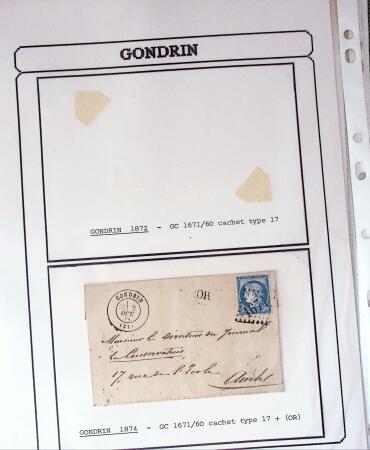 GONDRIN
GONDRIN 1872 - GC 1671/60 cachet type 17
GONDRIN
2
OCT
OR
Monsieur le Directeur du Journal
le Conservateur
17, rue de l'Ecole
Auch
GONDRIN 1874 - GC 1671/60 cachet type 17 + (OR)